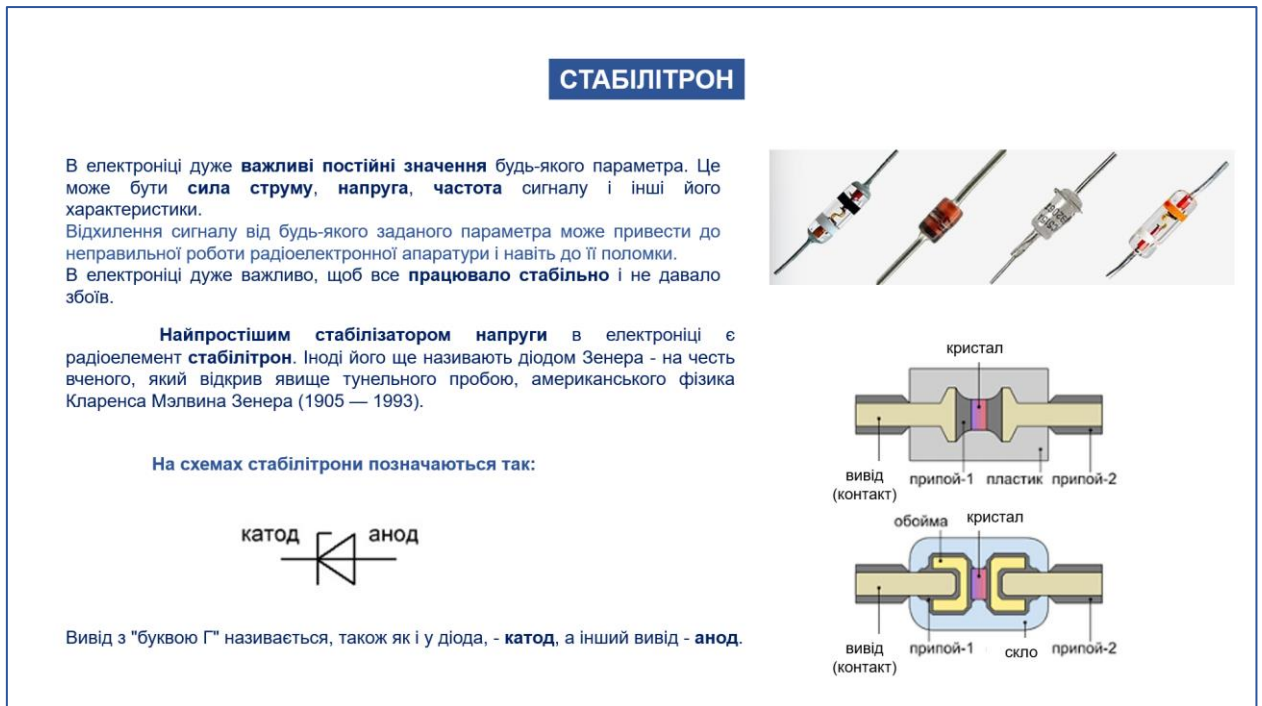 СТАБІЛІТРОН
В електроніці дуже важливі постійні значення будь-якого параметра. Це
може бути сила струму, напруга, частота сигналу і інші його
характеристики.
Відхилення сигналу від будь-якого заданого параметра може привести до
неправильної роботи радіоелектронної апаратури і навіть до її поломки.
В електроніці дуже важливо, щоб все працювало стабільно і не давало
збоїв.
Найпростішим стабілізатором напруги в електроніці є
радіоелемент стабілітрон. Іноді його ще називають діодом Зенера - на честь
вченого, який відкрив явище тунельного пробою, американського фізика
Кларенса Мэлвина Зенера (1905 — 1993).
На схемах стабілітрони позначаються так:
катод анод
Вивід з "буквою Г" називається, також як і у діода, - катод, а інший вивід - анод.
кристал
вивід
(контакт)
припой-1 пластик припой-2
обойма кристал
вивід
(контакт)
припой-1 скло припой-2